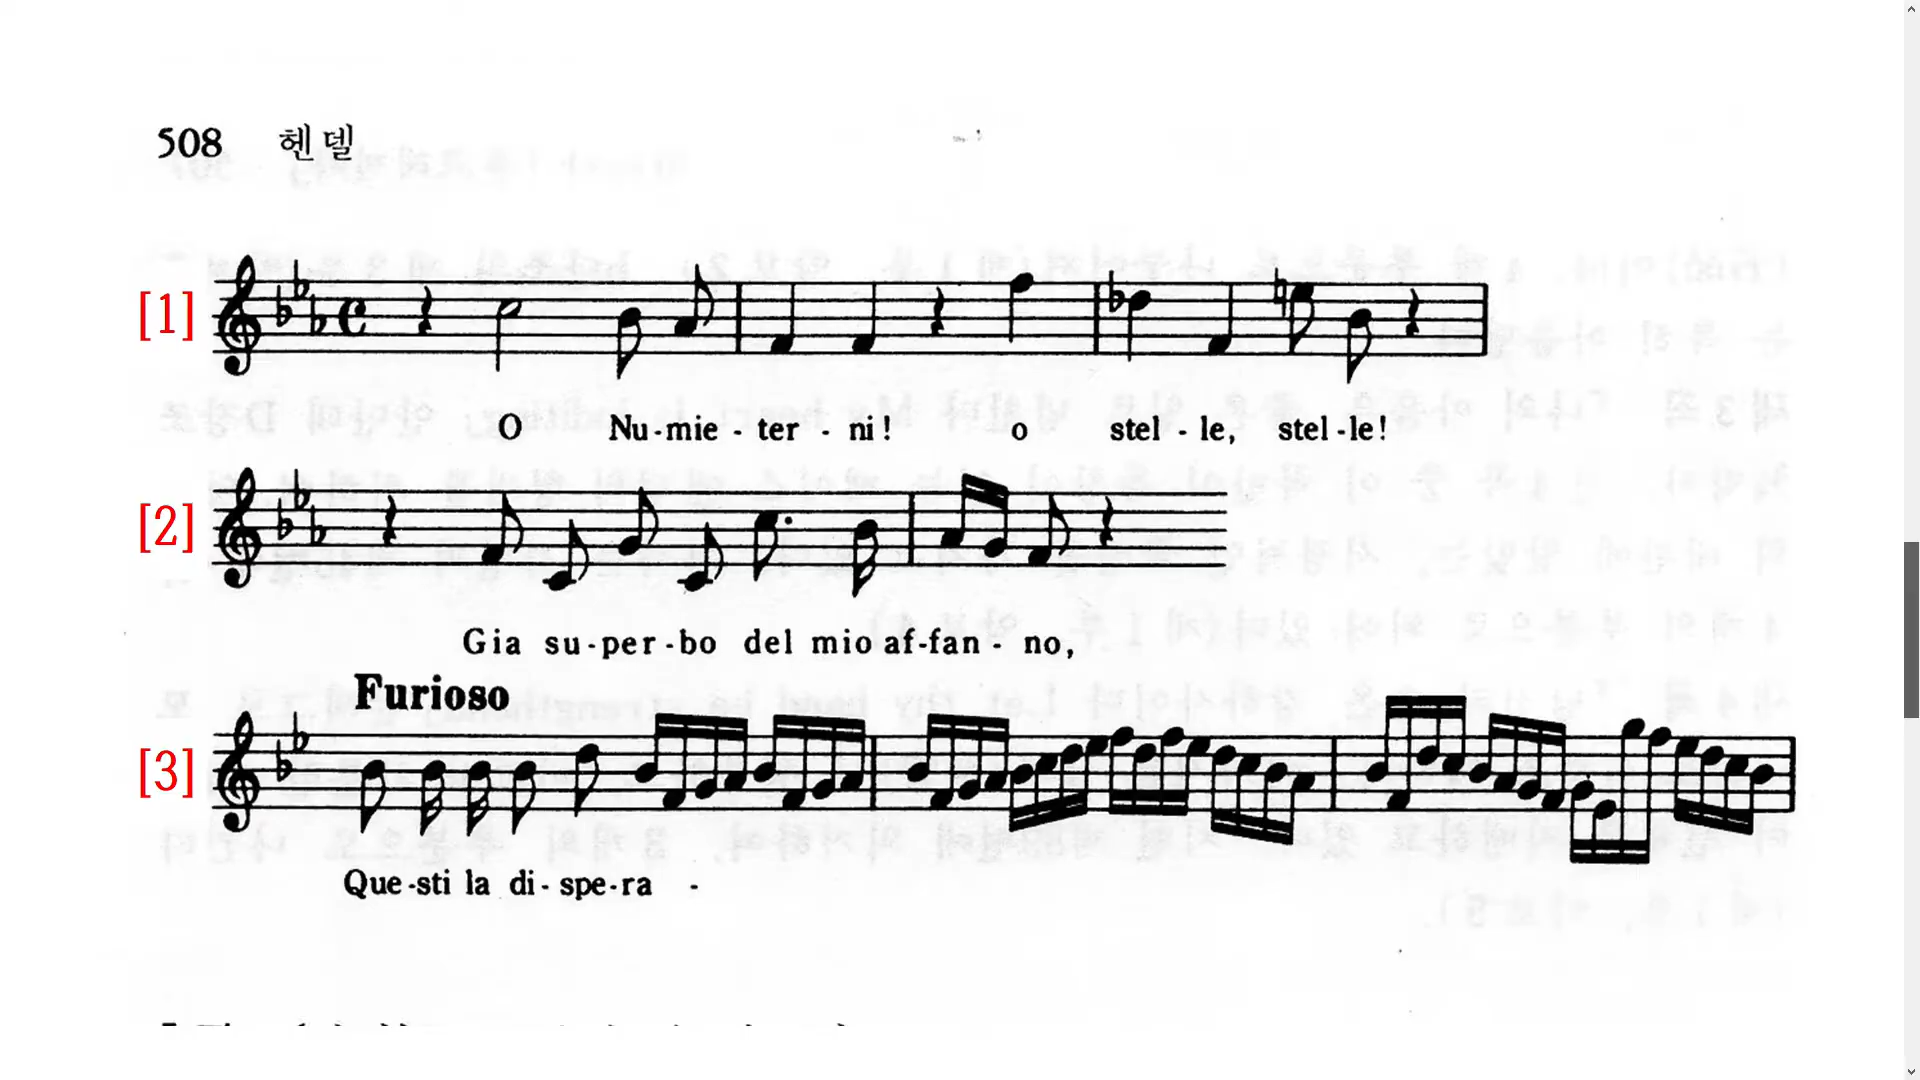 508 헨델
[1]
O Nu-mie-ter-ni! o stel-le, stel-le!
[2]
Gia su-per-bo del mio af-fan-no,
Furioso
[3]
Que-sti la di-spe-ra -